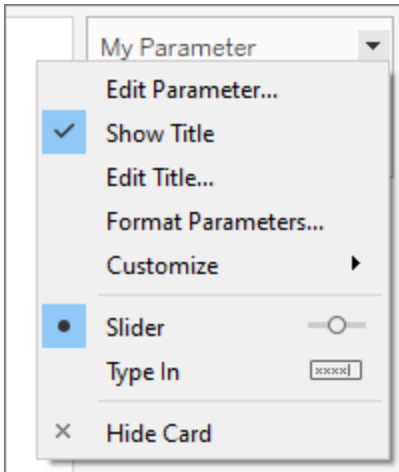 My Parameter
Edit Parameter...
Show Title
Edit Title...
Format Parameters...
Customize
Slider
Type In
xxxx
Hide Card